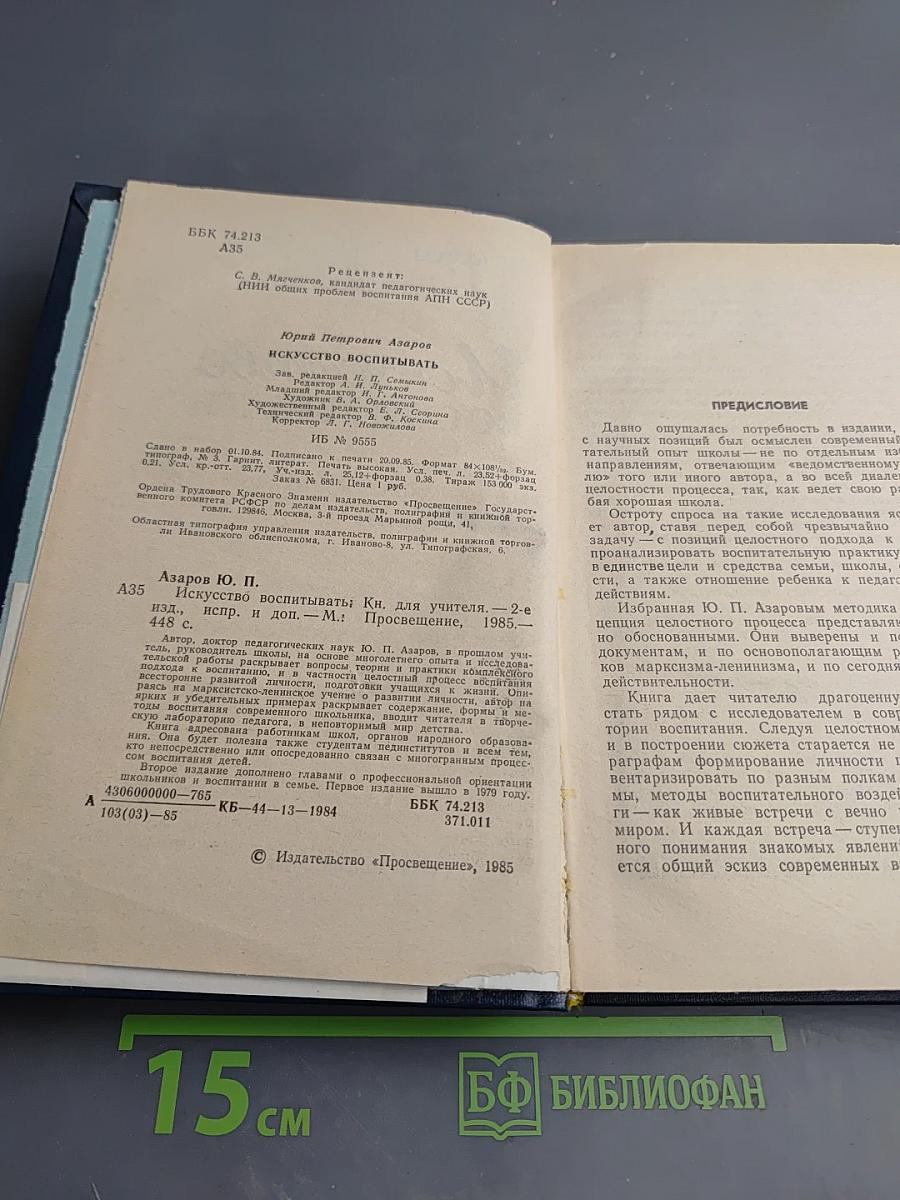 ББК 74.213
А35
Рецензент:
С. В. Мягченков, кандидат педагогических наук
(НИИ общих проблем воспитания АПН СССР)
Юрий Петрович Азаров
ИСКУССТВО ВОСПИТЫВАТЬ
Зав. редакцией Н. П. Семыкин
Редактор А. И. Луньков
Младший редактор Н. Г. Антонова
Художник В. А. Орловский
Художественный редактор Е. Л. Ссорина
Технический редактор В. Ф. Коскина
Корректор Л. Г. Новожилова
ИБ № 9555
Сдано в набор 01.10.84. Подписано к печати 20.09.85. Формат 84×108¹/₃₂. Бум.
типограф. № 3. Гарнит. литерат. Печать высокая. Усл. печ. л. 23,52+форзац
0,21. Усл. кр.-отт. 23,77. Уч.-изд. л. 25,12+форзац 0,38. Тираж 153 000 экз.
Заказ № 6831. Цена 1 руб.
Ордена Трудового Красного Знамени издательство «Просвещение» Государст-
венного комитета РСФСР по делам издательств, полиграфии и книжной тор-
говли. 129846, Москва, 3-й проезд Марьиной рощи, 41.
Областная типография управления издательств, полиграфии и книжной торгов-
ли Ивановского облисполкома, г. Иваново-8, ул. Типографская, 6.
Азаров Ю. П.
А35 Искусство воспитывать: Кн. для учителя. — 2-е
изд., испр. и доп. — М.: Просвещение, 1985.—
448 с.
Автор, доктор педагогических наук Ю. П. Азаров, в прошлом учи-
тель, руководитель школы, на основе многолетнего опыта и исследова-
тельской работы раскрывает вопросы теории и практики комплексного
подхода к воспитанию, и в частности целостный процесс воспитания
всесторонне развитой личности, подготовки учащихся к жизни. Опи-
раясь на марксистско-ленинское учение о развитии личности, автор на
ярких и убедительных примерах раскрывает содержание, формы и ме-
тоды воспитания современного школьника, вводит читателя в творче-
скую лабораторию педагога, в неповторимый мир детства.
Книга адресована работникам школ, органов народного образова-
ния. Она будет полезна также студентам пединститутов и всем тем,
кто непосредственно или опосредованно связан с многогранным процес-
сом воспитания детей.
Второе издание дополнено главами о профессиональной ориентации
школьников и воспитании в семье. Первое издание вышло в 1979 году.
А 4306000000—765 КБ—44—13—1984 ББК 74.213
103(03)—85 371.011
© Издательство «Просвещение», 1985
ПРЕДИСЛОВИЕ
Давно ощущалась потребность в издании,
с научных позиций был осмыслен современный
тательный опыт школы — не по отдельным из
направлениям, отвечающим «ведомственному
лю» того или иного автора, а во всей диале
целостности процесса, так, как ведет свою ра
бая хорошая школа.
Остроту спроса на такие исследования яс
ет автор, ставя перед собой чрезвычайно
задачу — с позиций целостного подхода к
проанализировать воспитательную практику
в единстве цели и средства семьи, школы,
сти, а также отношение ребенка к педаго
действиям.
Избранная Ю. П. Азаровым методика
цепция целостного процесса представляю
но обоснованными. Они выверены и по
документам, и по основополагающим р
ков марксизма-ленинизма, и по сегодня
действительности.
Книга дает читателю драгоценну
стать рядом с исследователем в совр
тории воспитания. Следуя целостном
и в построении сюжета старается не
раграфам формирование личности ш
вентаризировать по разным полкам
мы, методы воспитательного воздей
ги — как живые встречи с вечно
миром. И каждая встреча — ступен
ного понимания знакомых явлени
ется общий эскиз современных в
15 см
БФ БИБЛИОФАН